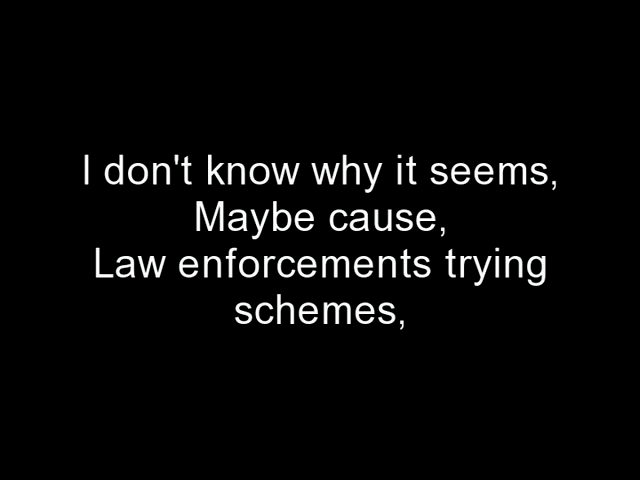 I don't know why it seems,
Maybe cause,
Law enforcements trying
schemes,